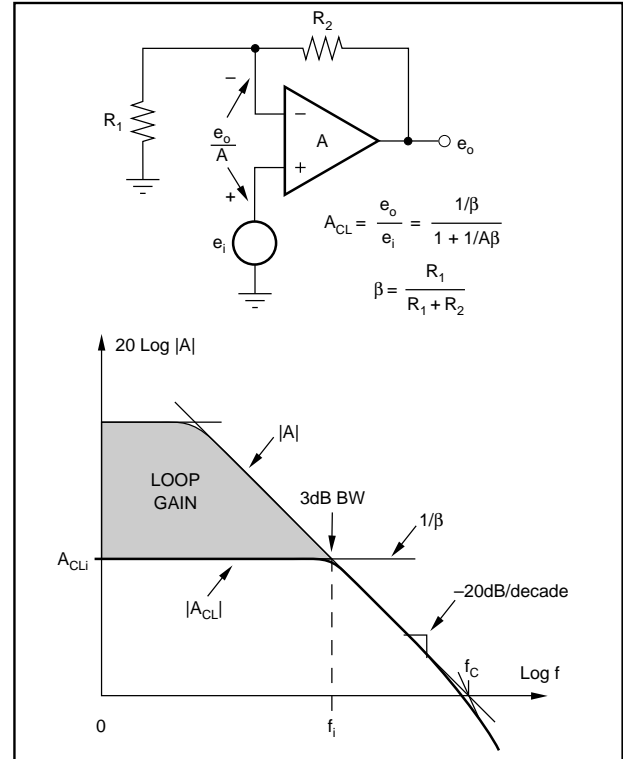 R2
−
R1
eo
A
−
A
+
eo
+
ei
ACL = eo/ei = 1/β / 1 + 1/Aβ
β = R1 / R1 + R2
20 Log |A|
|A|
LOOP
GAIN
3dB BW
1/β
ACLi
|ACL|
–20dB/decade
fC
Log f
0
fi